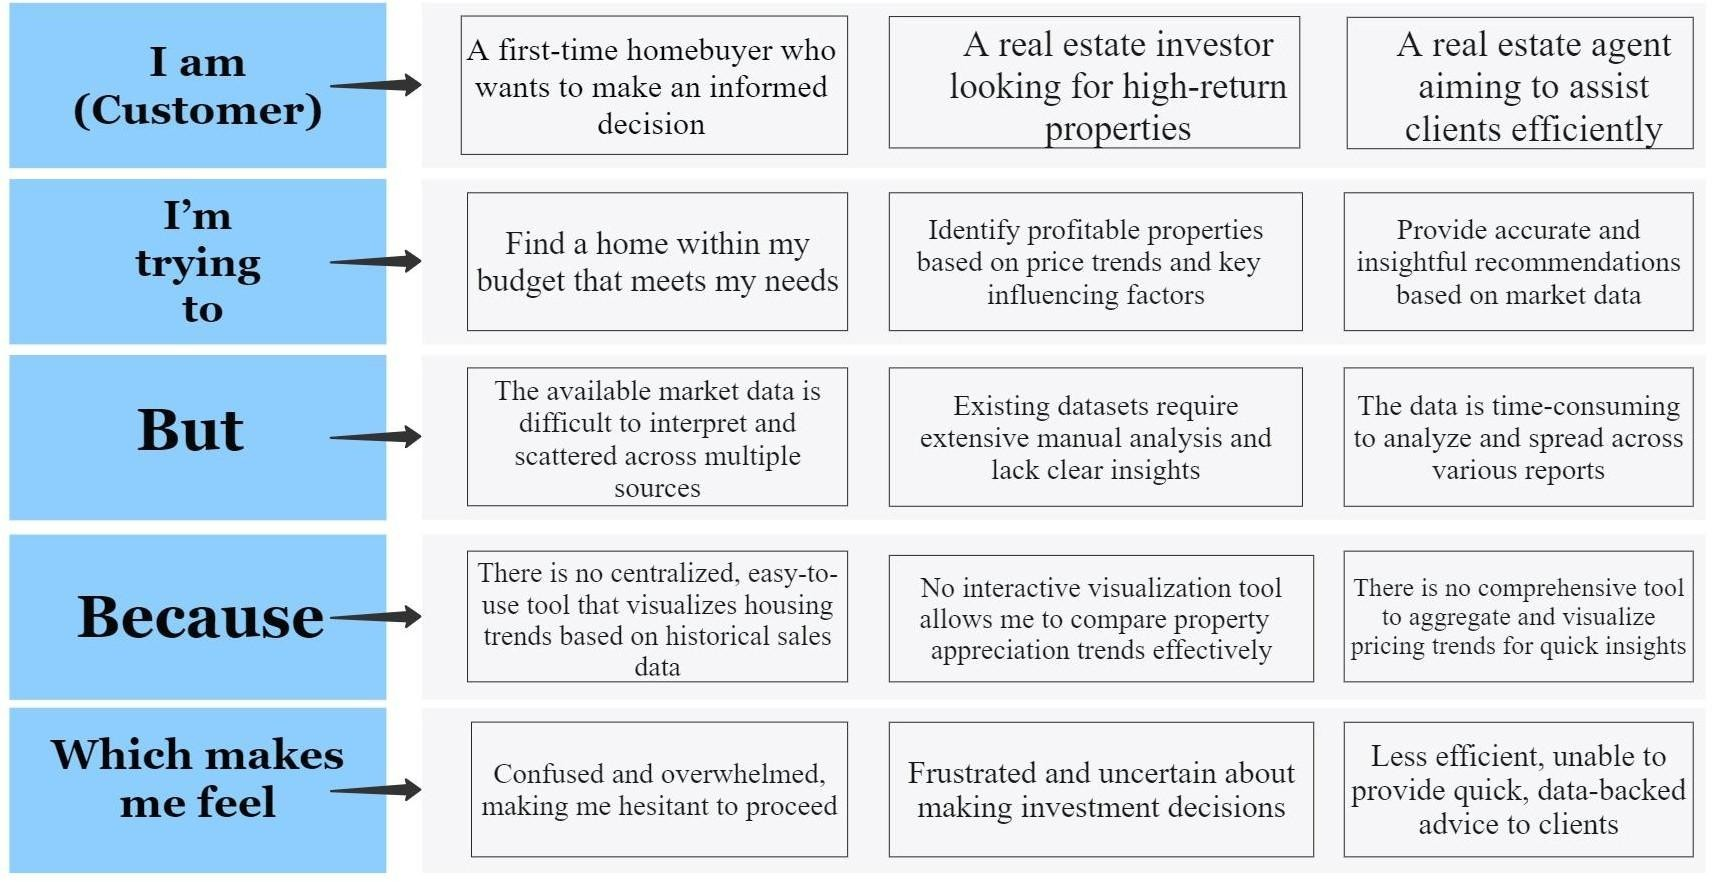 I am
(Customer)
A first-time homebuyer who
wants to make an informed
decision
A real estate investor
looking for high-return
properties
A real estate agent
aiming to assist
clients efficiently
I’m
trying
to
Find a home within my
budget that meets my needs
Identify profitable properties
based on price trends and key
influencing factors
Provide accurate and
insightful recommendations
based on market data
But
The available market data is
difficult to interpret and
scattered across multiple
sources
Existing datasets require
extensive manual analysis and
lack clear insights
The data is time-consuming
to analyze and spread across
various reports
Because
There is no centralized, easy-to-
use tool that visualizes housing
trends based on historical sales
data
No interactive visualization tool
allows me to compare property
appreciation trends effectively
There is no comprehensive tool
to aggregate and visualize
pricing trends for quick insights
Which makes
me feel
Confused and overwhelmed,
making me hesitant to proceed
Frustrated and uncertain about
making investment decisions
Less efficient, unable to
provide quick, data-backed
advice to clients